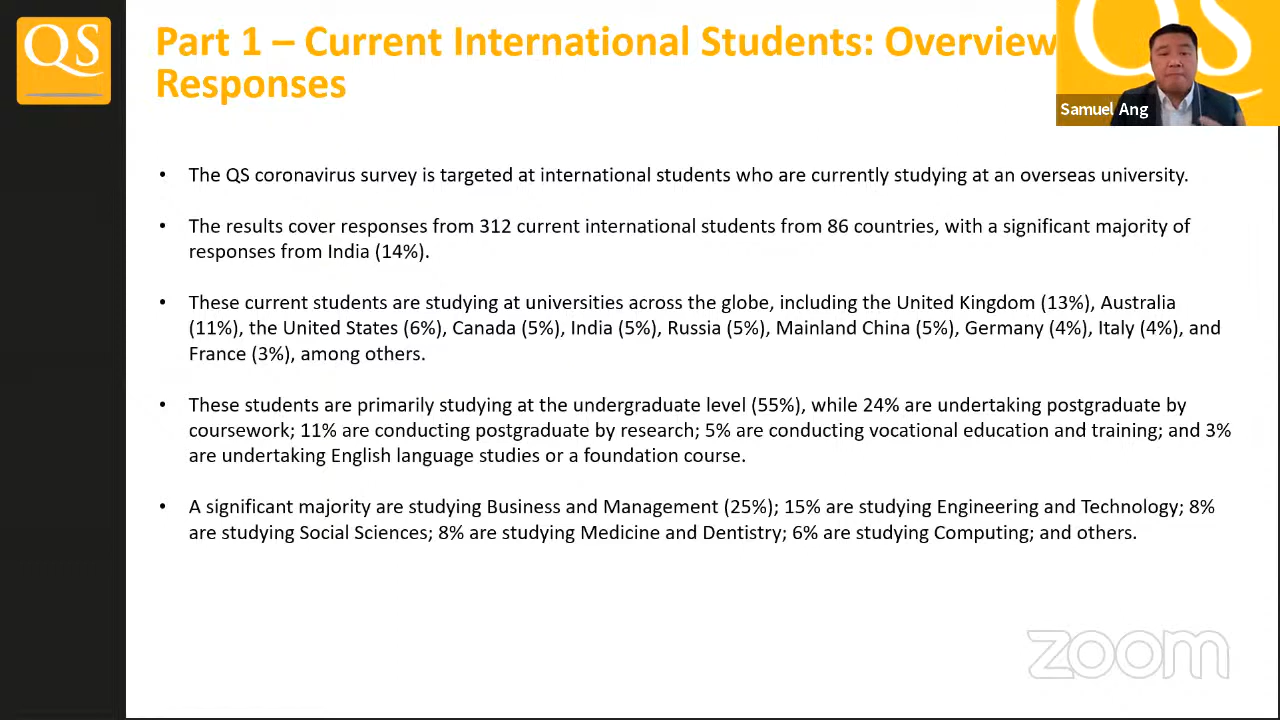 QS
Part 1 – Current International Students: Overview
Responses
QS
Samuel Ang
• The QS coronavirus survey is targeted at international students who are currently studying at an overseas university.
• The results cover responses from 312 current international students from 86 countries, with a significant majority of
responses from India (14%).
• These current students are studying at universities across the globe, including the United Kingdom (13%), Australia
(11%), the United States (6%), Canada (5%), India (5%), Russia (5%), Mainland China (5%), Germany (4%), Italy (4%), and
France (3%), among others.
• These students are primarily studying at the undergraduate level (55%), while 24% are undertaking postgraduate by
coursework; 11% are conducting postgraduate by research; 5% are conducting vocational education and training; and 3%
are undertaking English language studies or a foundation course.
• A significant majority are studying Business and Management (25%); 15% are studying Engineering and Technology; 8%
are studying Social Sciences; 8% are studying Medicine and Dentistry; 6% are studying Computing; and others.
zoom